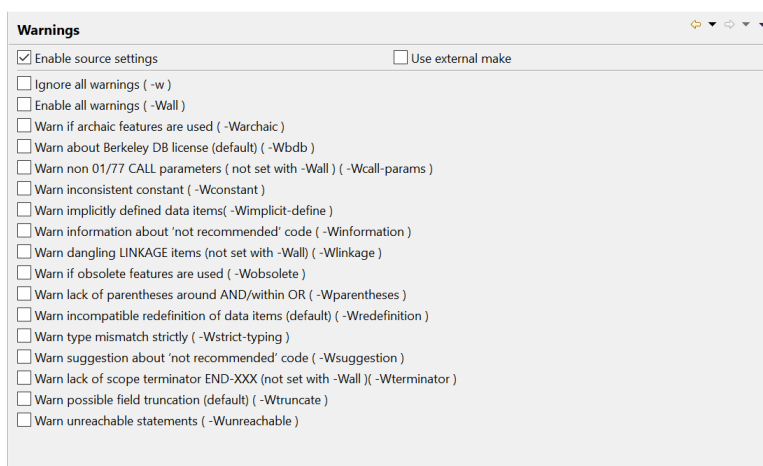 Warnings
Enable source settings Use external make
Ignore all warnings ( -w )
Enable all warnings ( -Wall )
Warn if archaic features are used ( -Warchaic )
Warn about Berkeley DB license (default) ( -Wbdb )
Warn non 01/77 CALL parameters ( not set with -Wall ) ( -Wcall-params )
Warn inconsistent constant ( -Wconstant )
Warn implicitly defined data items( -Wimplicit-define )
Warn information about ‘not recommended’ code ( -Winformation )
Warn dangling LINKAGE items (not set with -Wall) ( -Wlinkage )
Warn if obsolete features are used ( -Wobsolete )
Warn lack of parentheses around AND/within OR ( -Wparentheses )
Warn incompatible redefinition of data items (default) ( -Wredefinition )
Warn type mismatch strictly ( -Wstrict-typing )
Warn suggestion about ‘not recommended’ code ( -Wsuggestion )
Warn lack of scope terminator END-XXX (not set with -Wall )( -Wterminator )
Warn possible field truncation (default) ( -Wtruncate )
Warn unreachable statements ( -Wunreachable )